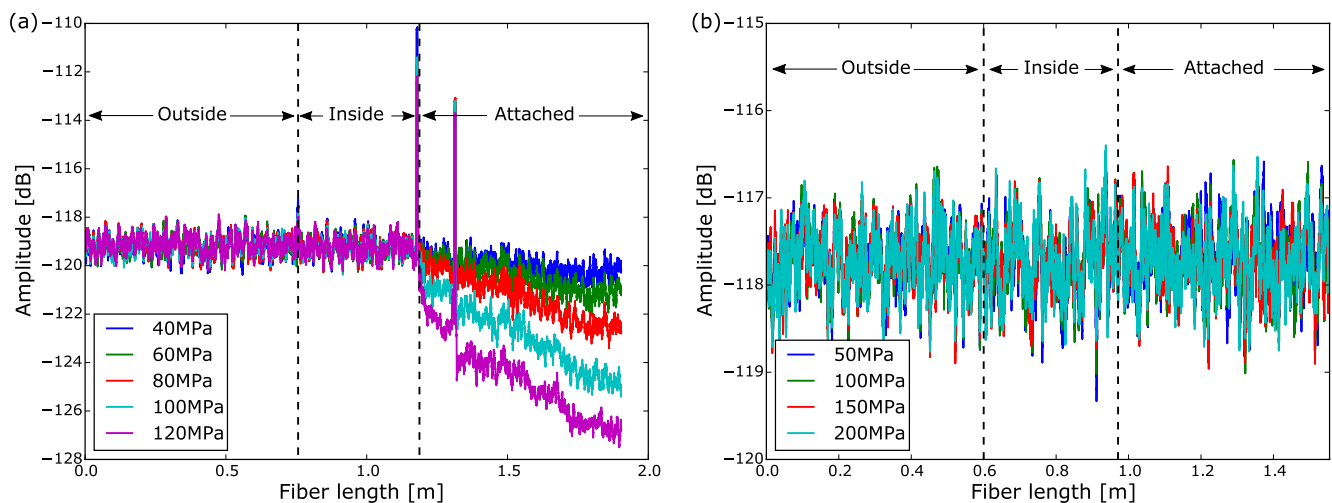 (a)
Amplitude [dB]
−110
−112
−114
−116
−118
−120
−122
−124
−126
−128
Outside
Inside
Attached
40MPa
60MPa
80MPa
100MPa
120MPa
0.0 0.5 1.0 1.5 2.0
Fiber length [m]
(b)
Amplitude [dB]
−115
−116
−117
−118
−119
−120
Outside
Inside
Attached
50MPa
100MPa
150MPa
200MPa
0.0 0.2 0.4 0.6 0.8 1.0 1.2 1.4
Fiber length [m]